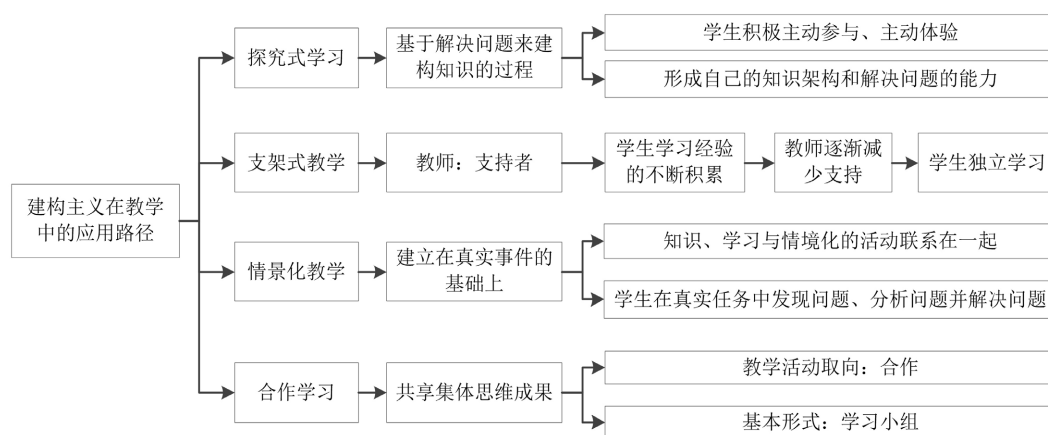 建构主义在教学
中的应用路径
探究式学习
基于解决问题来建
构知识的过程
学生积极主动参与、主动体验
形成自己的知识架构和解决问题的能力
支架式教学
教师：支持者
学生学习经验
的不断积累
教师逐渐减
少支持
学生独立学习
情景化教学
建立在真实事件的
基础上
知识、学习与情境化的活动联系在一起
学生在真实任务中发现问题、分析问题并解决问题
合作学习
共享集体思维成果
教学活动取向：合作
基本形式：学习小组